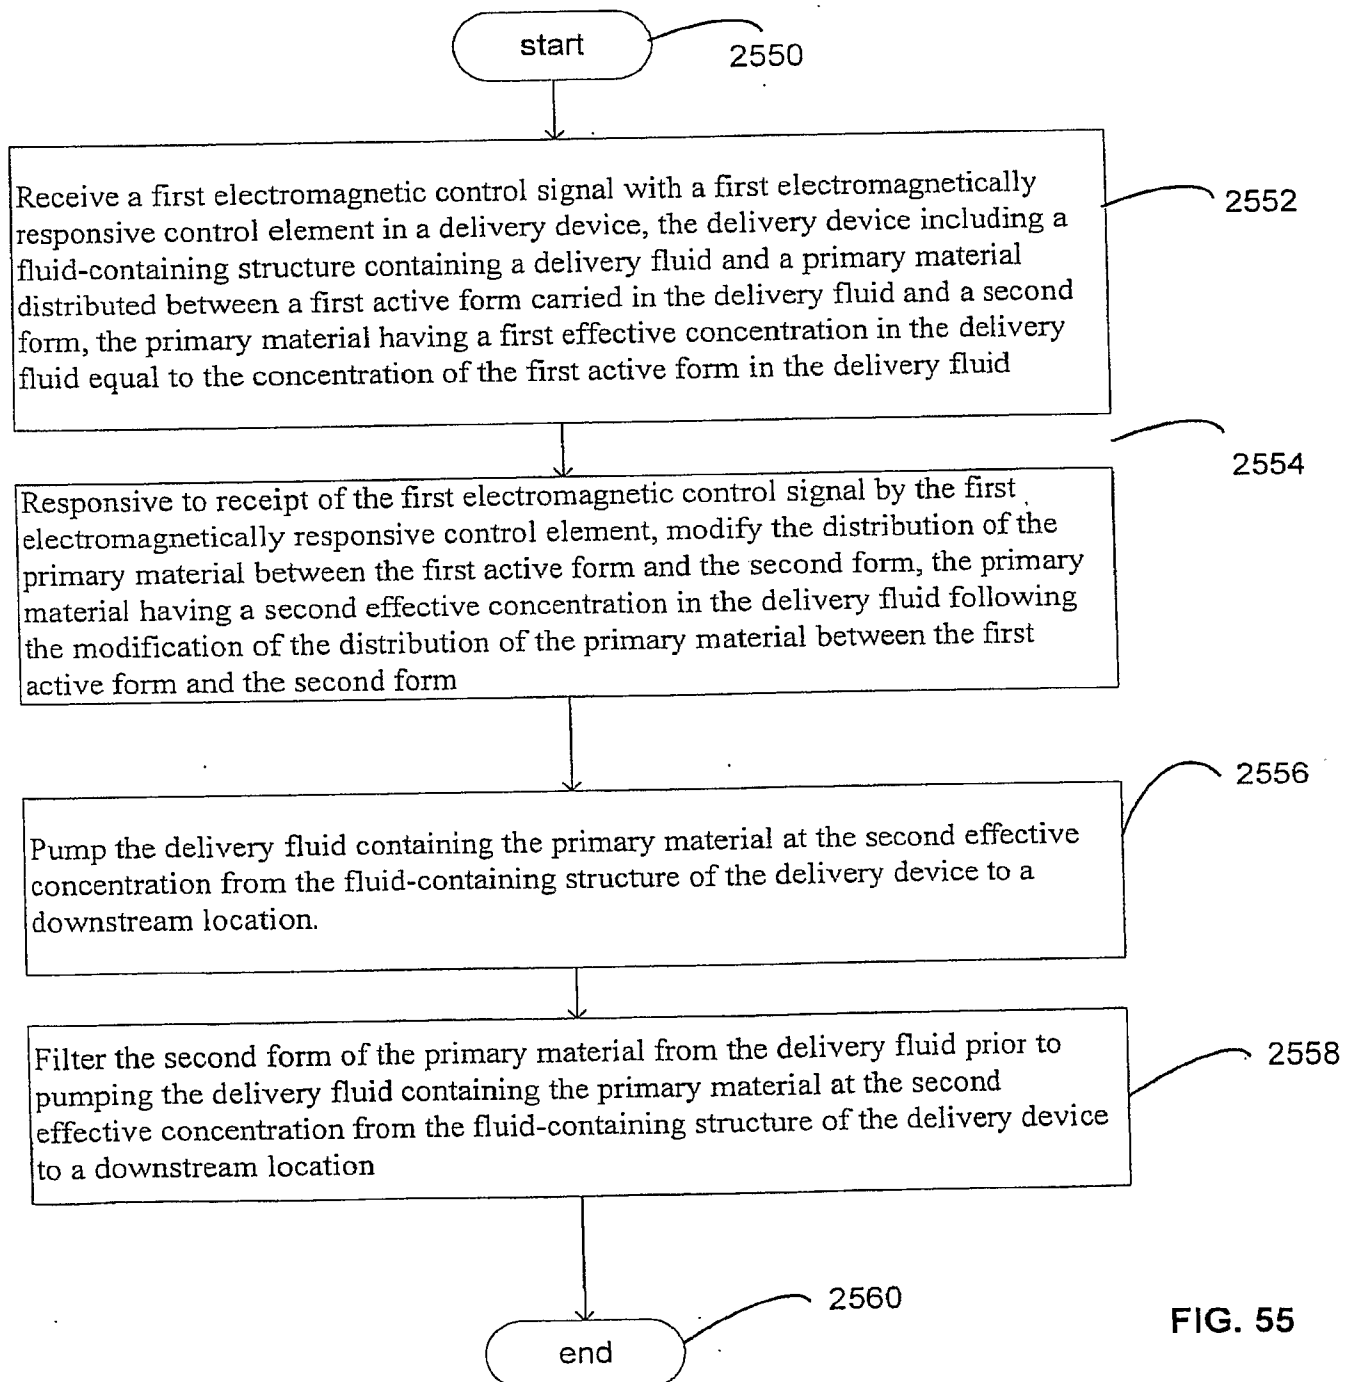 start
2550
Receive a first electromagnetic control signal with a first electromagnetically
responsive control element in a delivery device, the delivery device including a
fluid-containing structure containing a delivery fluid and a primary material
distributed between a first active form carried in the delivery fluid and a second
form, the primary material having a first effective concentration in the delivery
fluid equal to the concentration of the first active form in the delivery fluid
2552
2554
Responsive to receipt of the first electromagnetic control signal by the first
electromagnetically responsive control element, modify the distribution of the
primary material between the first active form and the second form, the primary
material having a second effective concentration in the delivery fluid following
the modification of the distribution of the primary material between the first
active form and the second form
2556
Pump the delivery fluid containing the primary material at the second effective
concentration from the fluid-containing structure of the delivery device to a
downstream location.
2558
Filter the second form of the primary material from the delivery fluid prior to
pumping the delivery fluid containing the primary material at the second
effective concentration from the fluid-containing structure of the delivery device
to a downstream location
2560
end
FIG. 55